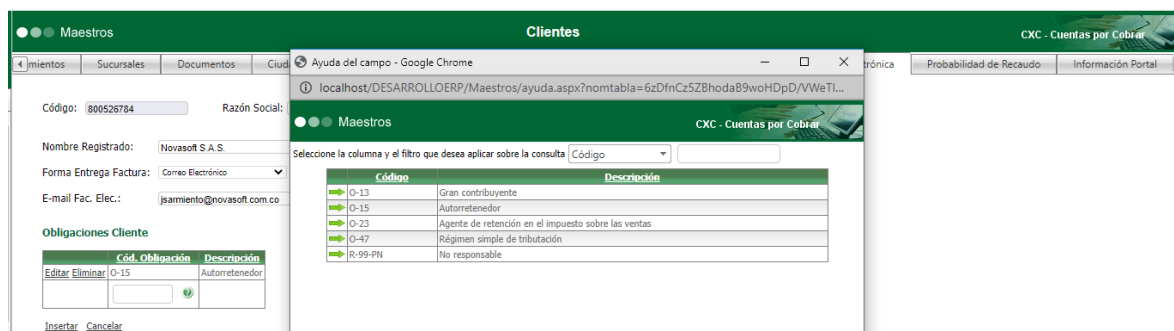 Maestros
Clientes
CXC - Cuentas por Cobrar
mientos
Sucursales
Documentos
Ciud
Ayuda del campo - Google Chrome
trónica
Probabilidad de Recaudo
Información Portal
localhost/DESARROLLOERP/Maestros/ayuda.aspx?nomtabla=6zDfnCz5ZBhodaB9woHDpD/VWeTl...
Código: 800526784
Razón Social:
Maestros
CXC - Cuentas por Cobrar
Nombre Registrado: Novasoft S.A.S.
Seleccione la columna y el filtro que desea aplicar sobre la consulta Código
Forma Entrega Factura: Correo Electrónico
Código Descripción
O-13 Gran contribuyente
E-mail Fac. Elec.: jsarmiento@novasoft.com.co
O-15 Autorretenedor
O-23 Agente de retención en el impuesto sobre las ventas
Obligaciones Cliente
O-47 Régimen simple de tributación
R-99-PN No responsable
Cód. Obligación Descripción
Editar Eliminar O-15 Autorretenedor
Insertar Cancelar